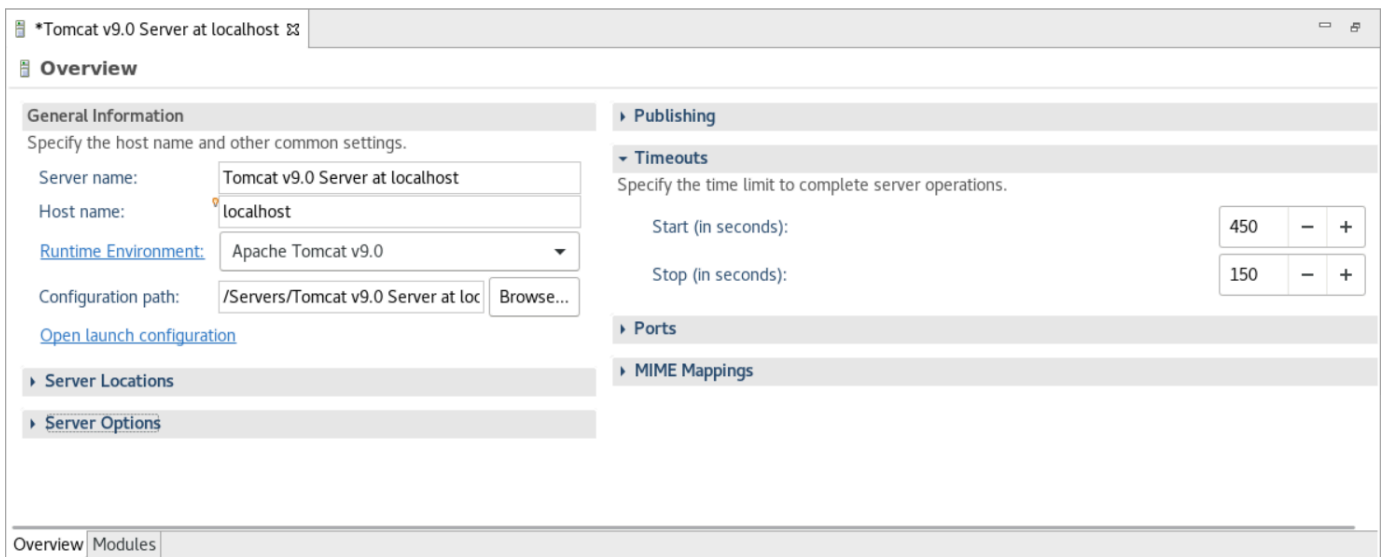 *Tomcat v9.0 Server at localhost
Overview
General Information
Specify the host name and other common settings.
Server name: Tomcat v9.0 Server at localhost
Host name: localhost
Runtime Environment: Apache Tomcat v9.0
Configuration path: /Servers/Tomcat v9.0 Server at loc Browse...
Open launch configuration
Server Locations
Server Options
Publishing
Timeouts
Specify the time limit to complete server operations.
Start (in seconds): 450 − +
Stop (in seconds): 150 − +
Ports
MIME Mappings
Overview Modules